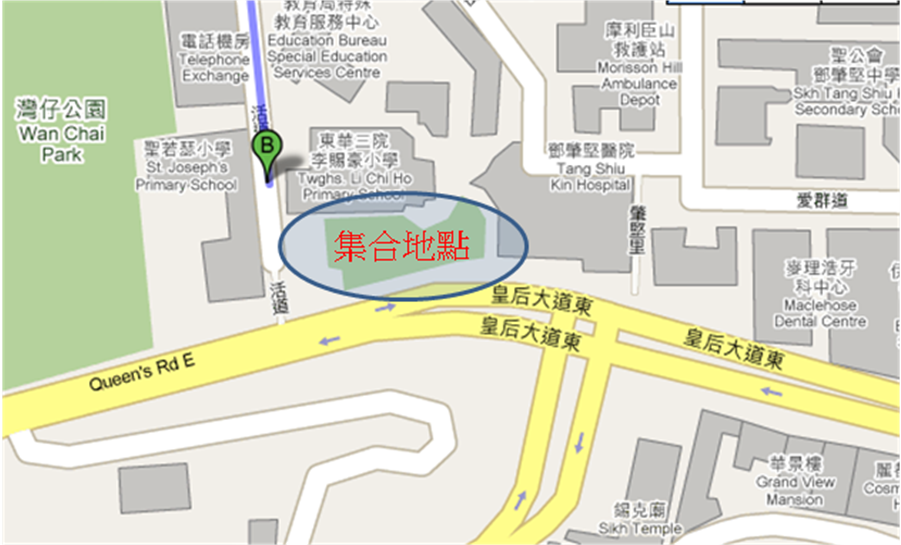 教育局特殊
教育服務中心
Education Bureau
Special Education
Services Centre
電話機房
Telephone
Exchange
摩利臣山
救護站
Morisson Hill
Ambulance
Depot
聖公會
鄧肇堅中學
Skh Tang Shiu
Secondary Scho
灣仔公園
Wan Chai
Park
活道
B
聖若瑟小學
St. Joseph's
Primary School
東華三院
李賜豪小學
Twghs. Li Chi Ho
Primary School
鄧肇堅醫院
Tang Shiu
Kin Hospital
愛群道
肇堅里
集合地點
麥理浩牙
科中心
Maclehose
Dental Centre
活道
皇后大道東
皇后大道東
皇后大道東
Queen's Rd E
華景樓
Grand View
Mansion
Cosm
錫克廟
Sikh Temple